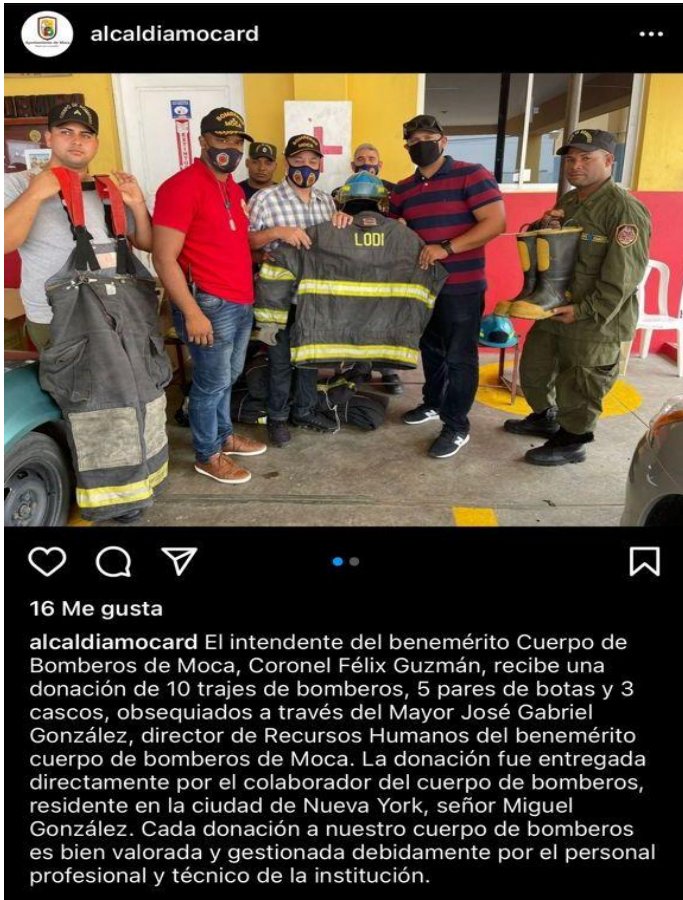 alcaldiamocard
BOMBEROS
MOCA
LODI
16 Me gusta
alcaldiamocard El intendente del benemérito Cuerpo de
Bomberos de Moca, Coronel Félix Guzmán, recibe una
donación de 10 trajes de bomberos, 5 pares de botas y 3
cascos, obsequiados a través del Mayor José Gabriel
González, director de Recursos Humanos del benemérito
cuerpo de bomberos de Moca. La donación fue entregada
directamente por el colaborador del cuerpo de bomberos,
residente en la ciudad de Nueva York, señor Miguel
González. Cada donación a nuestro cuerpo de bomberos
es bien valorada y gestionada debidamente por el personal
profesional y técnico de la institución.